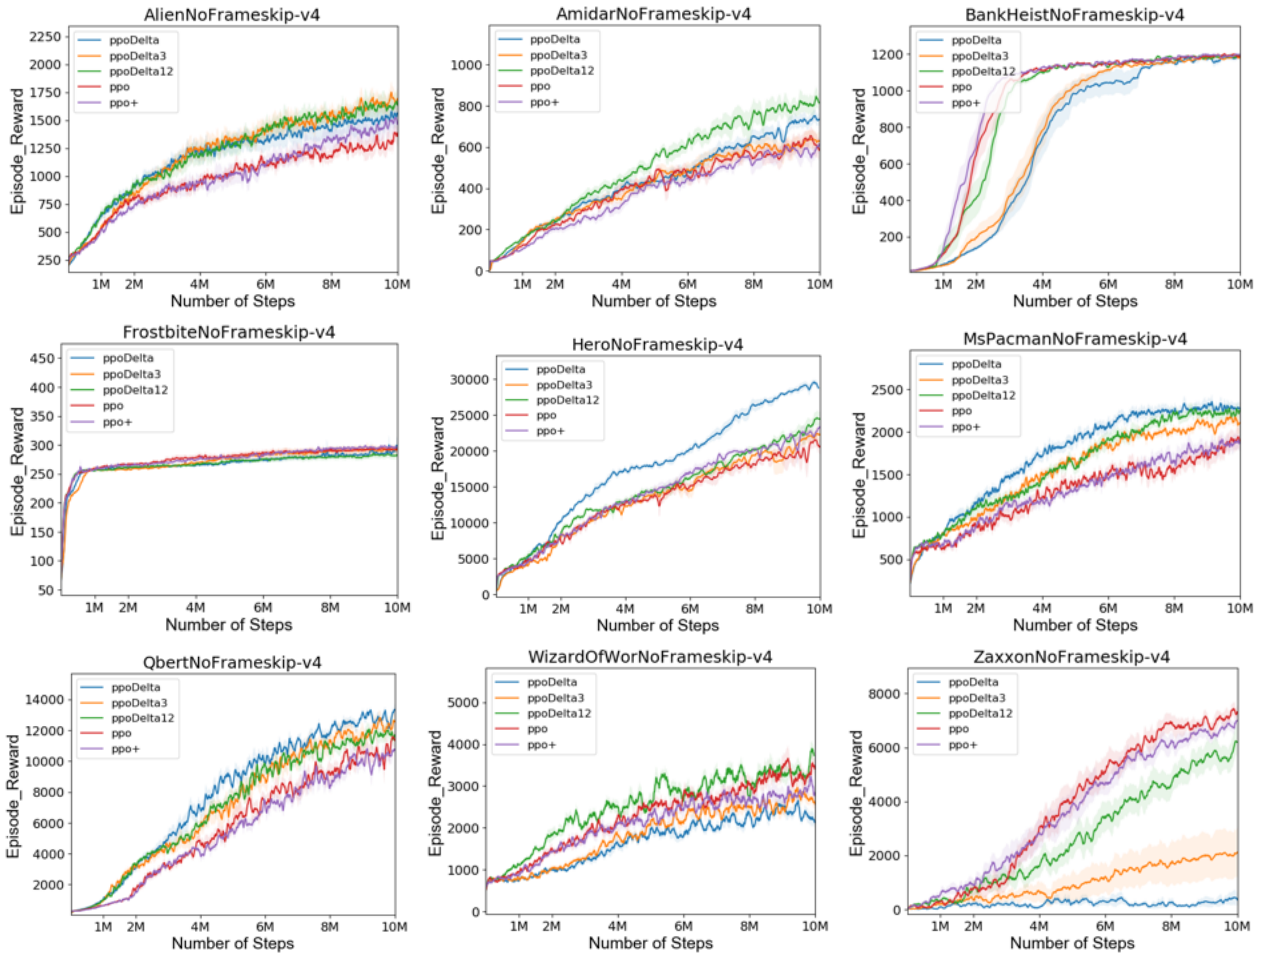 AlienNoFrameskip-v4
2250
2000
1750
1500
1250
1000
750
500
250
Episode_Reward
ppoDelta
ppoDelta3
ppoDelta12
ppo
ppo+
1M 2M 4M 6M 8M 10M
Number of Steps
AmidarNoFrameskip-v4
1000
800
600
400
200
0
Episode_Reward
ppoDelta
ppoDelta3
ppoDelta12
ppo
ppo+
1M 2M 4M 6M 8M 10M
Number of Steps
BankHeistNoFrameskip-v4
1200
1000
800
600
400
200
Episode_Reward
ppoDelta
ppoDelta3
ppoDelta12
ppo
ppo+
1M 2M 4M 6M 8M 10M
Number of Steps
FrostbiteNoFrameskip-v4
450
400
350
300
250
200
150
100
50
Episode_Reward
ppoDelta
ppoDelta3
ppoDelta12
ppo
ppo+
1M 2M 4M 6M 8M 10M
Number of Steps
HeroNoFrameskip-v4
30000
25000
20000
15000
10000
5000
0
Episode_Reward
ppoDelta
ppoDelta3
ppoDelta12
ppo
ppo+
1M 2M 4M 6M 8M 10M
Number of Steps
MsPacmanNoFrameskip-v4
2500
2000
1500
1000
500
Episode_Reward
ppoDelta
ppoDelta3
ppoDelta12
ppo
ppo+
1M 2M 4M 6M 8M 10M
Number of Steps
QbertNoFrameskip-v4
14000
12000
10000
8000
6000
4000
2000
Episode_Reward
ppoDelta
ppoDelta3
ppoDelta12
ppo
ppo+
1M 2M 4M 6M 8M 10M
Number of Steps
WizardOfWorNoFrameskip-v4
5000
4000
3000
2000
1000
0
Episode_Reward
ppoDelta
ppoDelta3
ppoDelta12
ppo
ppo+
1M 2M 4M 6M 8M 10M
Number of Steps
ZaxxonNoFrameskip-v4
8000
6000
4000
2000
0
Episode_Reward
ppoDelta
ppoDelta3
ppoDelta12
ppo
ppo+
1M 2M 4M 6M 8M 10M
Number of Steps